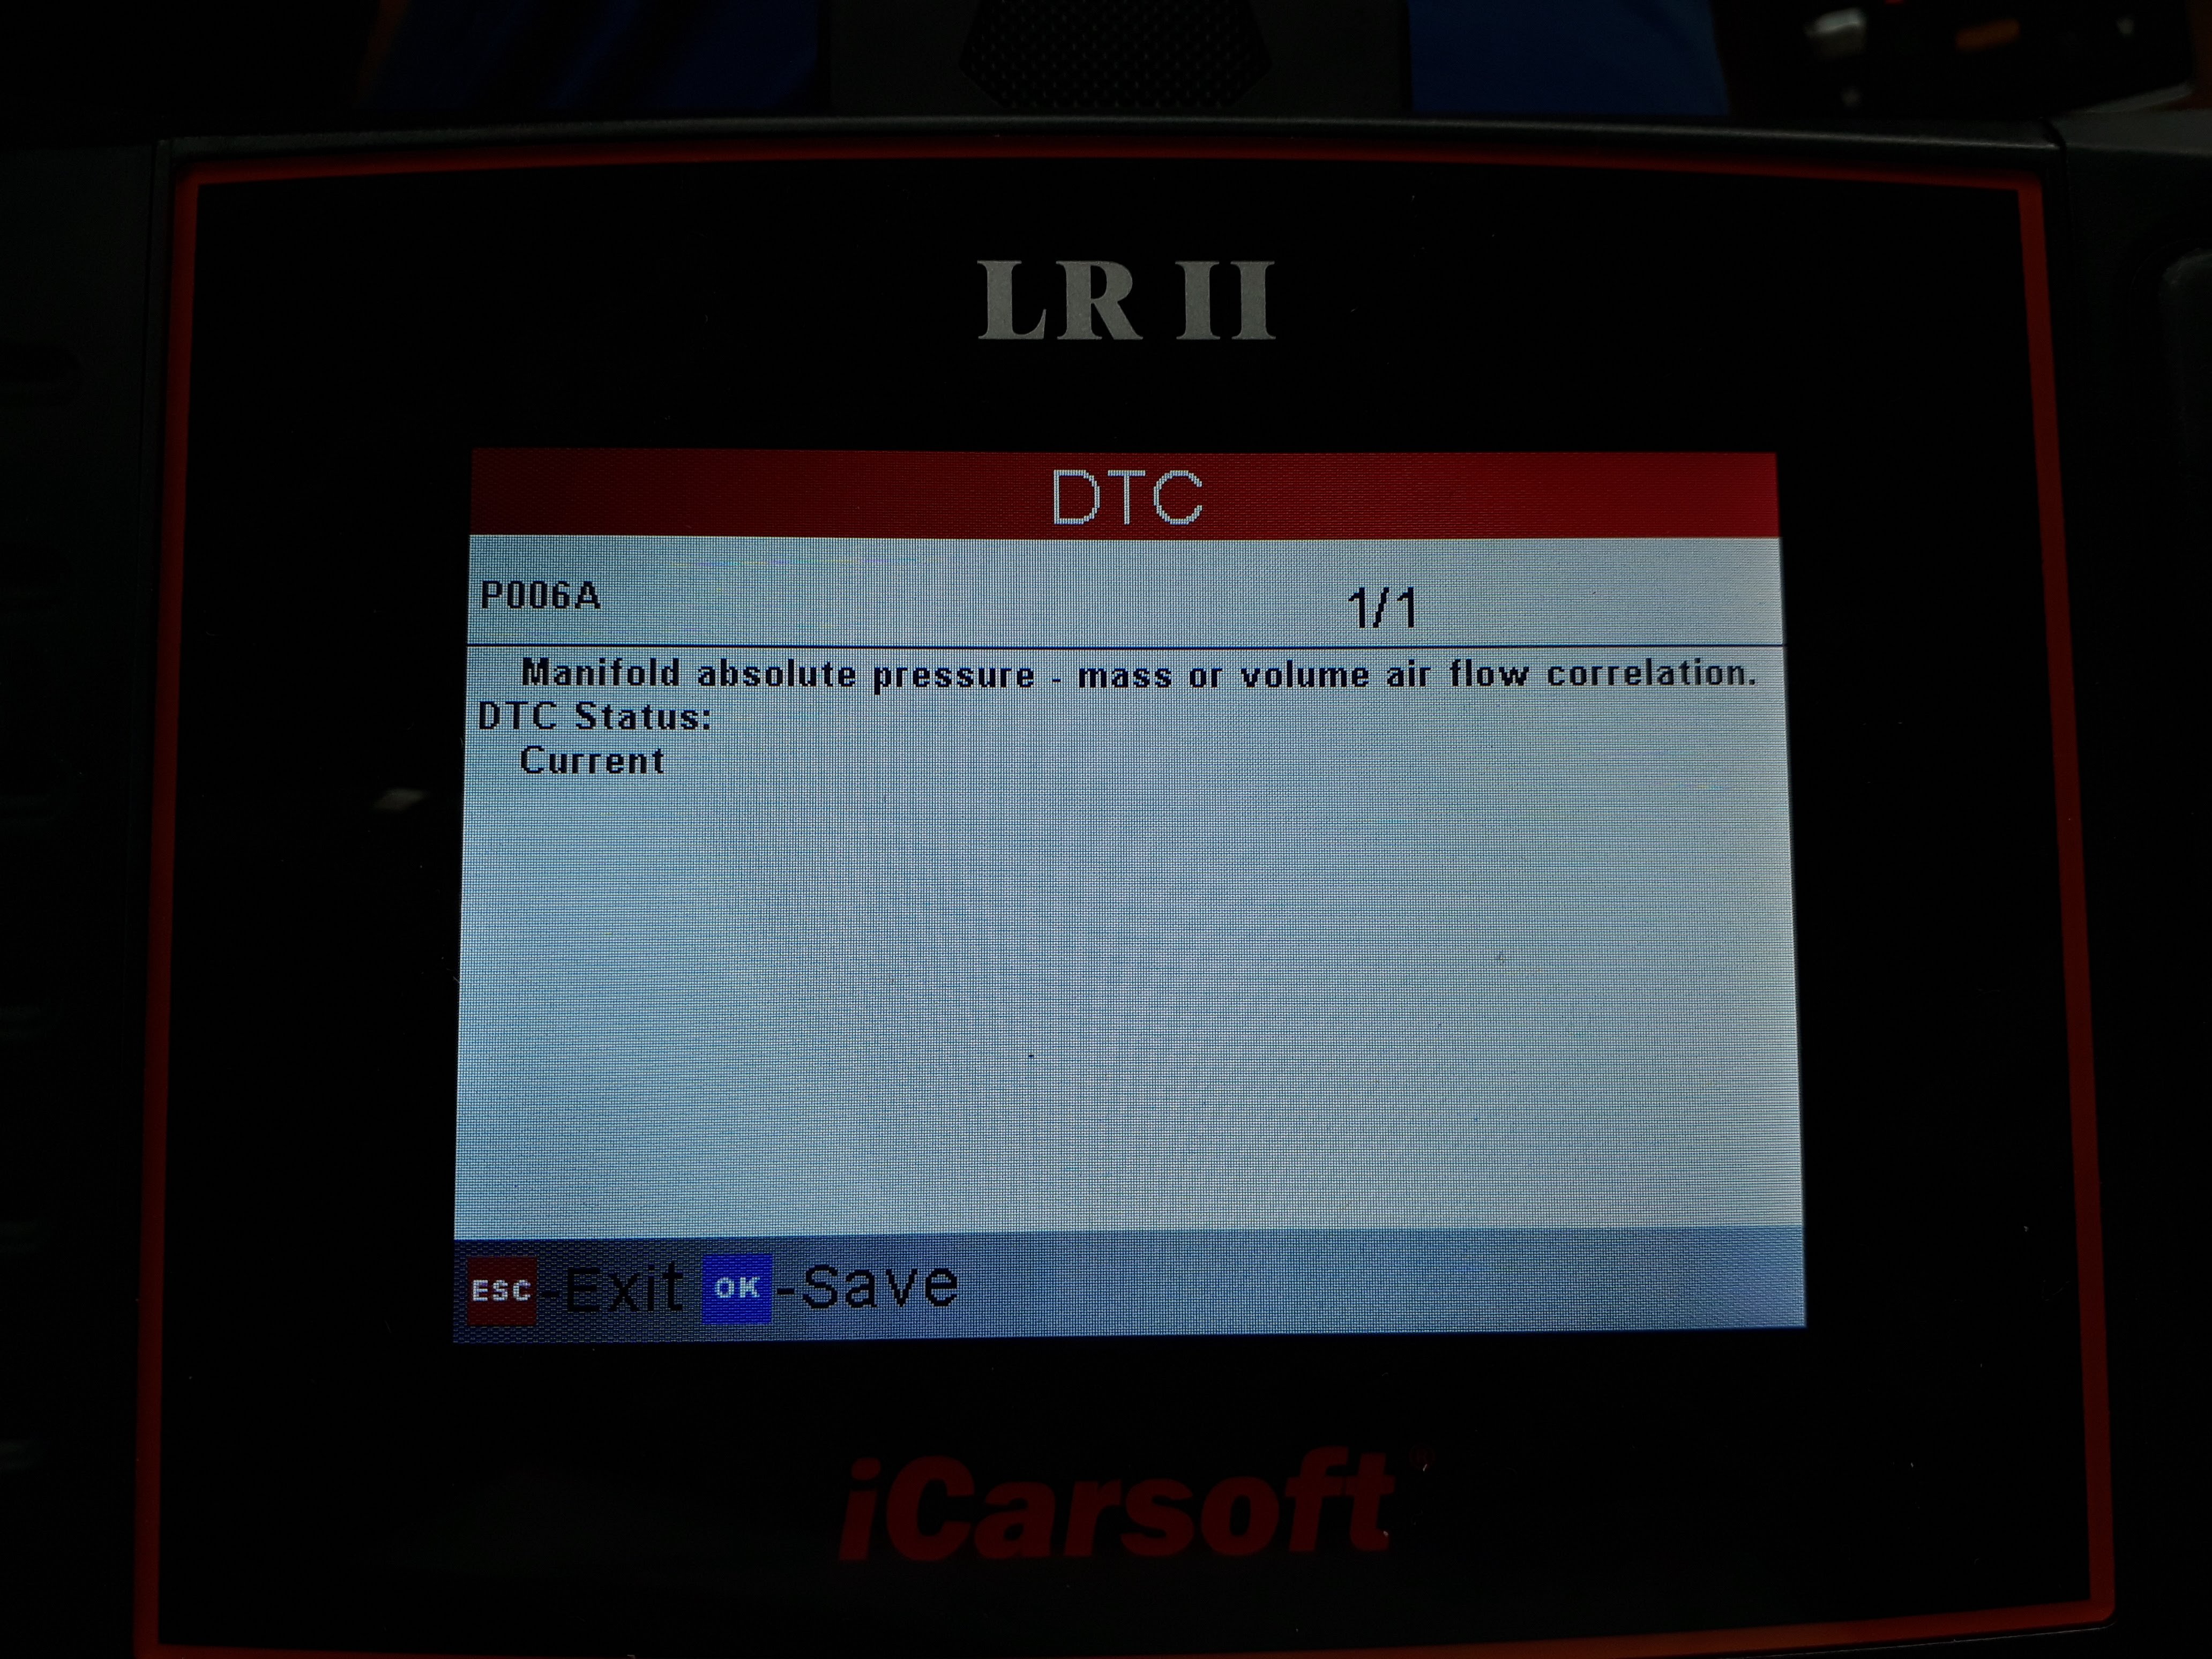 LR II
DTC
P006A 1/1
Manifold absolute pressure - mass or volume air flow correlation.
DTC Status:
Current
ESC -Exit OK -Save
iCarsoft®